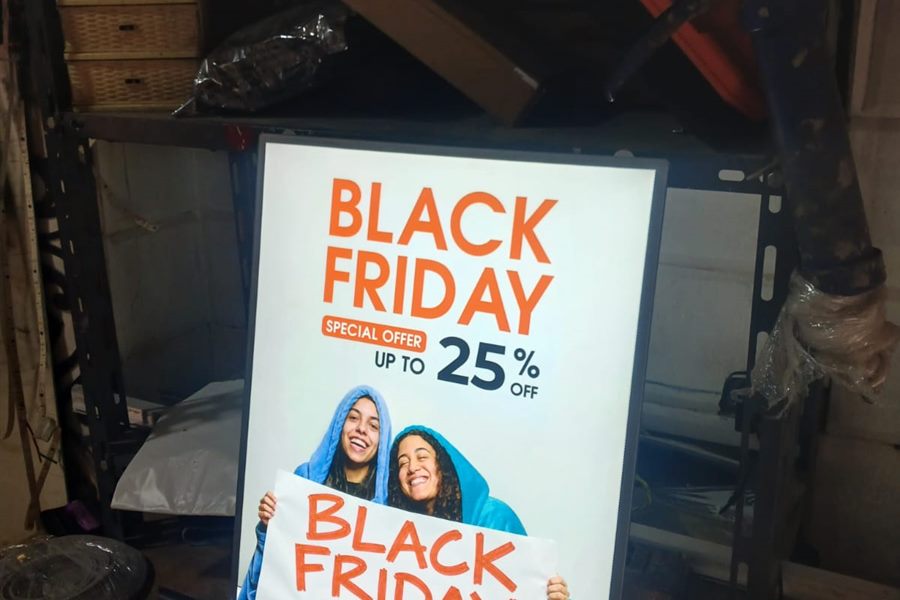 BLACK
FRIDAY
SPECIAL OFFER
UP TO 25% OFF
BLACK
FRIDAY